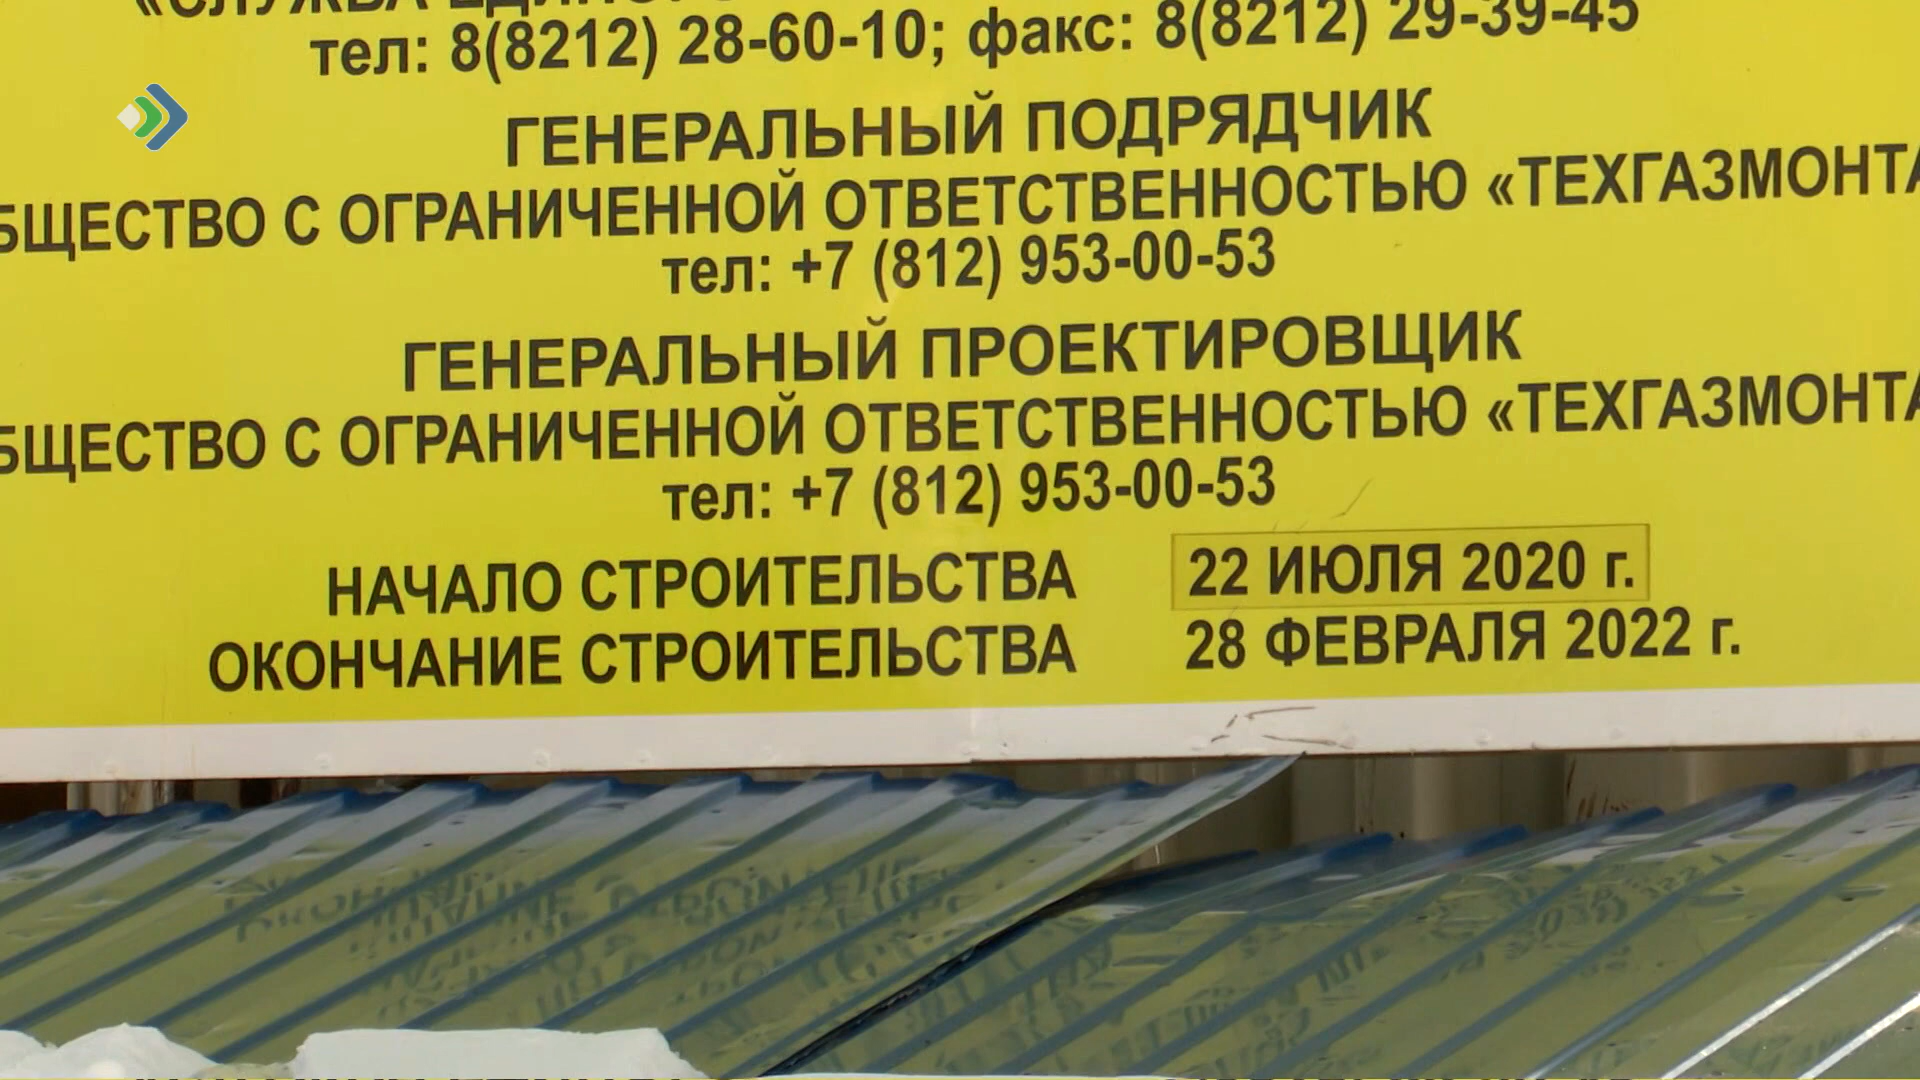 «СЛУЖБА
тел: 8(8212) 28-60-10; факс: 8(8212) 29-39-45
ГЕНЕРАЛЬНЫЙ ПОДРЯДЧИК
БЩЕСТВО С ОГРАНИЧЕННОЙ ОТВЕТСТВЕННОСТЬЮ «ТЕХГАЗМОНТА
тел: +7 (812) 953-00-53
ГЕНЕРАЛЬНЫЙ ПРОЕКТИРОВЩИК
БЩЕСТВО С ОГРАНИЧЕННОЙ ОТВЕТСТВЕННОСТЬЮ «ТЕХГАЗМОНТА
тел: +7 (812) 953-00-53
НАЧАЛО СТРОИТЕЛЬСТВА 22 ИЮЛЯ 2020 г.
ОКОНЧАНИЕ СТРОИТЕЛЬСТВА 28 ФЕВРАЛЯ 2022 г.